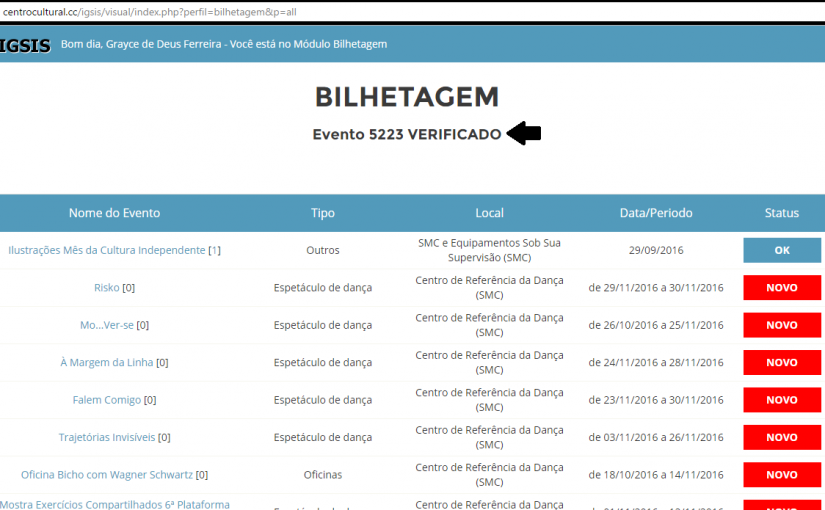 centrocultural.cc/igsis/visual/index.php?perfil=bilhetagem&p=all
IGSIS Bom dia, Grayce de Deus Ferreira - Você está no Módulo Bilhetagem
BILHETAGEM
Evento 5223 VERIFICADO
Nome do Evento Tipo Local Data/Periodo Status
Ilustrações Mês da Cultura Independente [1] Outros SMC e Equipamentos Sob Sua Supervisão (SMC) 29/09/2016 OK
Risko [0] Espetáculo de dança Centro de Referência da Dança (SMC) de 29/11/2016 a 30/11/2016 NOVO
Mo...Ver-se [0] Espetáculo de dança Centro de Referência da Dança (SMC) de 26/10/2016 a 25/11/2016 NOVO
À Margem da Linha [0] Espetáculo de dança Centro de Referência da Dança (SMC) de 24/11/2016 a 28/11/2016 NOVO
Falem Comigo [0] Espetáculo de dança Centro de Referência da Dança (SMC) de 23/11/2016 a 30/11/2016 NOVO
Trajetórias Invisíveis [0] Espetáculo de dança Centro de Referência da Dança (SMC) de 03/11/2016 a 26/11/2016 NOVO
Oficina Bicho com Wagner Schwartz [0] Oficinas Centro de Referência da Dança (SMC) de 18/10/2016 a 14/11/2016 NOVO
Mostra Exercícios Compartilhados 6ª Plataforma Centro de Referência da Dança